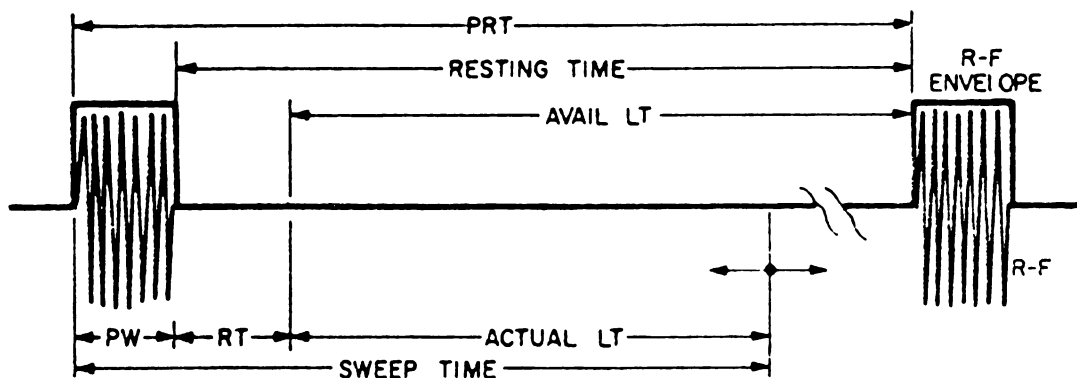 PRT
RESTING TIME
R-F
ENVELOPE
AVAIL LT
R-F
PW
RT
ACTUAL LT
SWEEP TIME